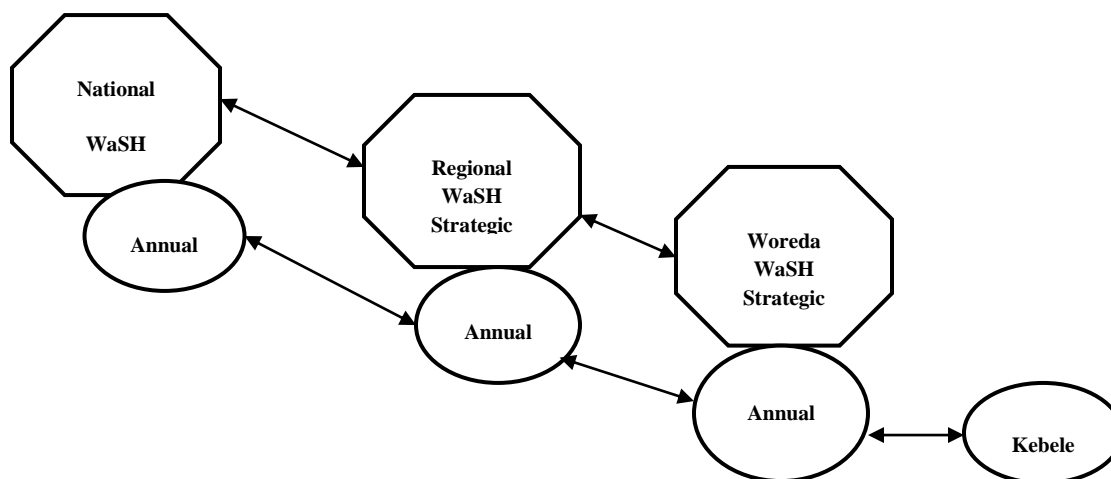 National
WaSH
Annual
Regional
WaSH
Strategic
Annual
Woreda
WaSH
Strategic
Annual
Kebele